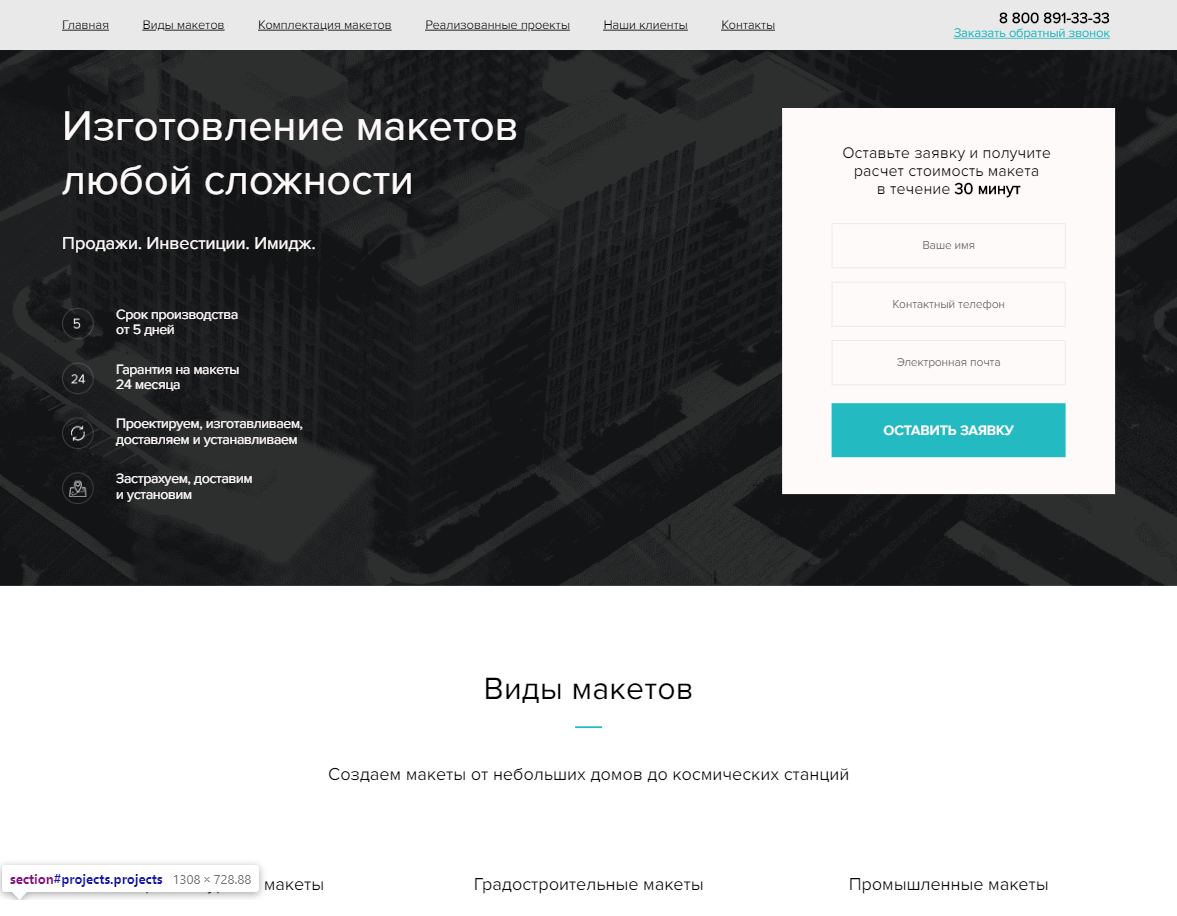 Главная
Виды макетов
Комплектация макетов
Реализованные проекты
Наши клиенты
Контакты
8 800 891-33-33
Заказать обратный звонок
Изготовление макетов
любой сложности
Продажи. Инвестиции. Имидж.
5
Срок производства
от 5 дней
24
Гарантия на макеты
24 месяца
Проектируем, изготавливаем,
доставляем и устанавливаем
Застрахуем, доставим
и установим
Оставьте заявку и получите
расчет стоимость макета
в течение 30 минут
Ваше имя
Контактный телефон
Электронная почта
ОСТАВИТЬ ЗАЯВКУ
Виды макетов
Создаем макеты от небольших домов до космических станций
макеты
Градостроительные макеты
Промышленные макеты
section#projects.projects 1308 × 728.88